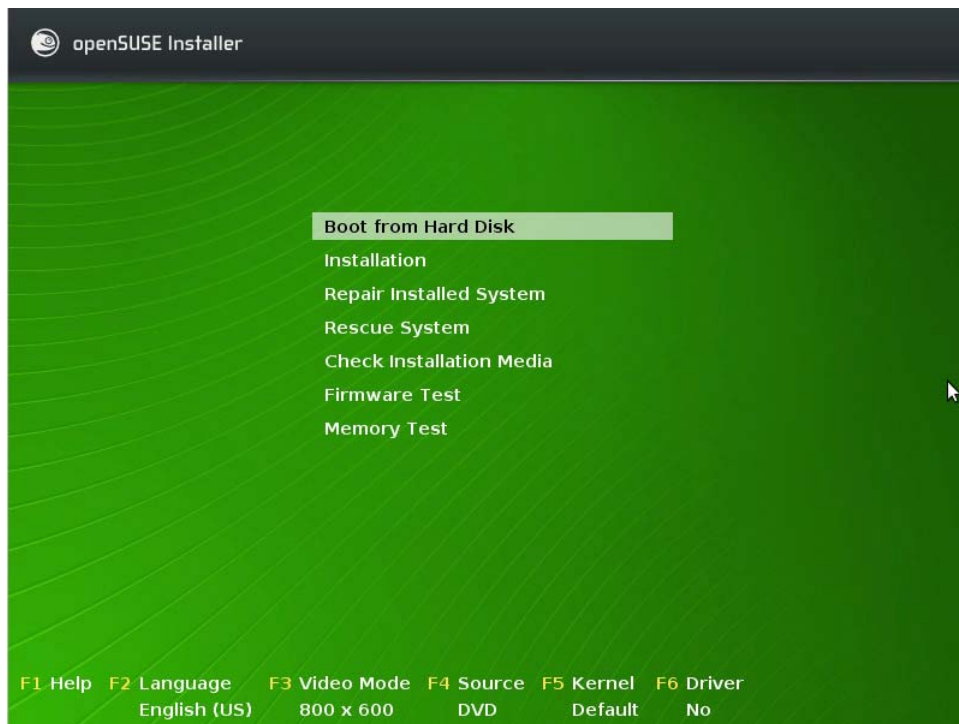 openSUSE Installer
Boot from Hard Disk
Installation
Repair Installed System
Rescue System
Check Installation Media
Firmware Test
Memory Test
F1 Help F2 Language F3 Video Mode F4 Source F5 Kernel F6 Driver
English (US) 800 x 600 DVD Default No